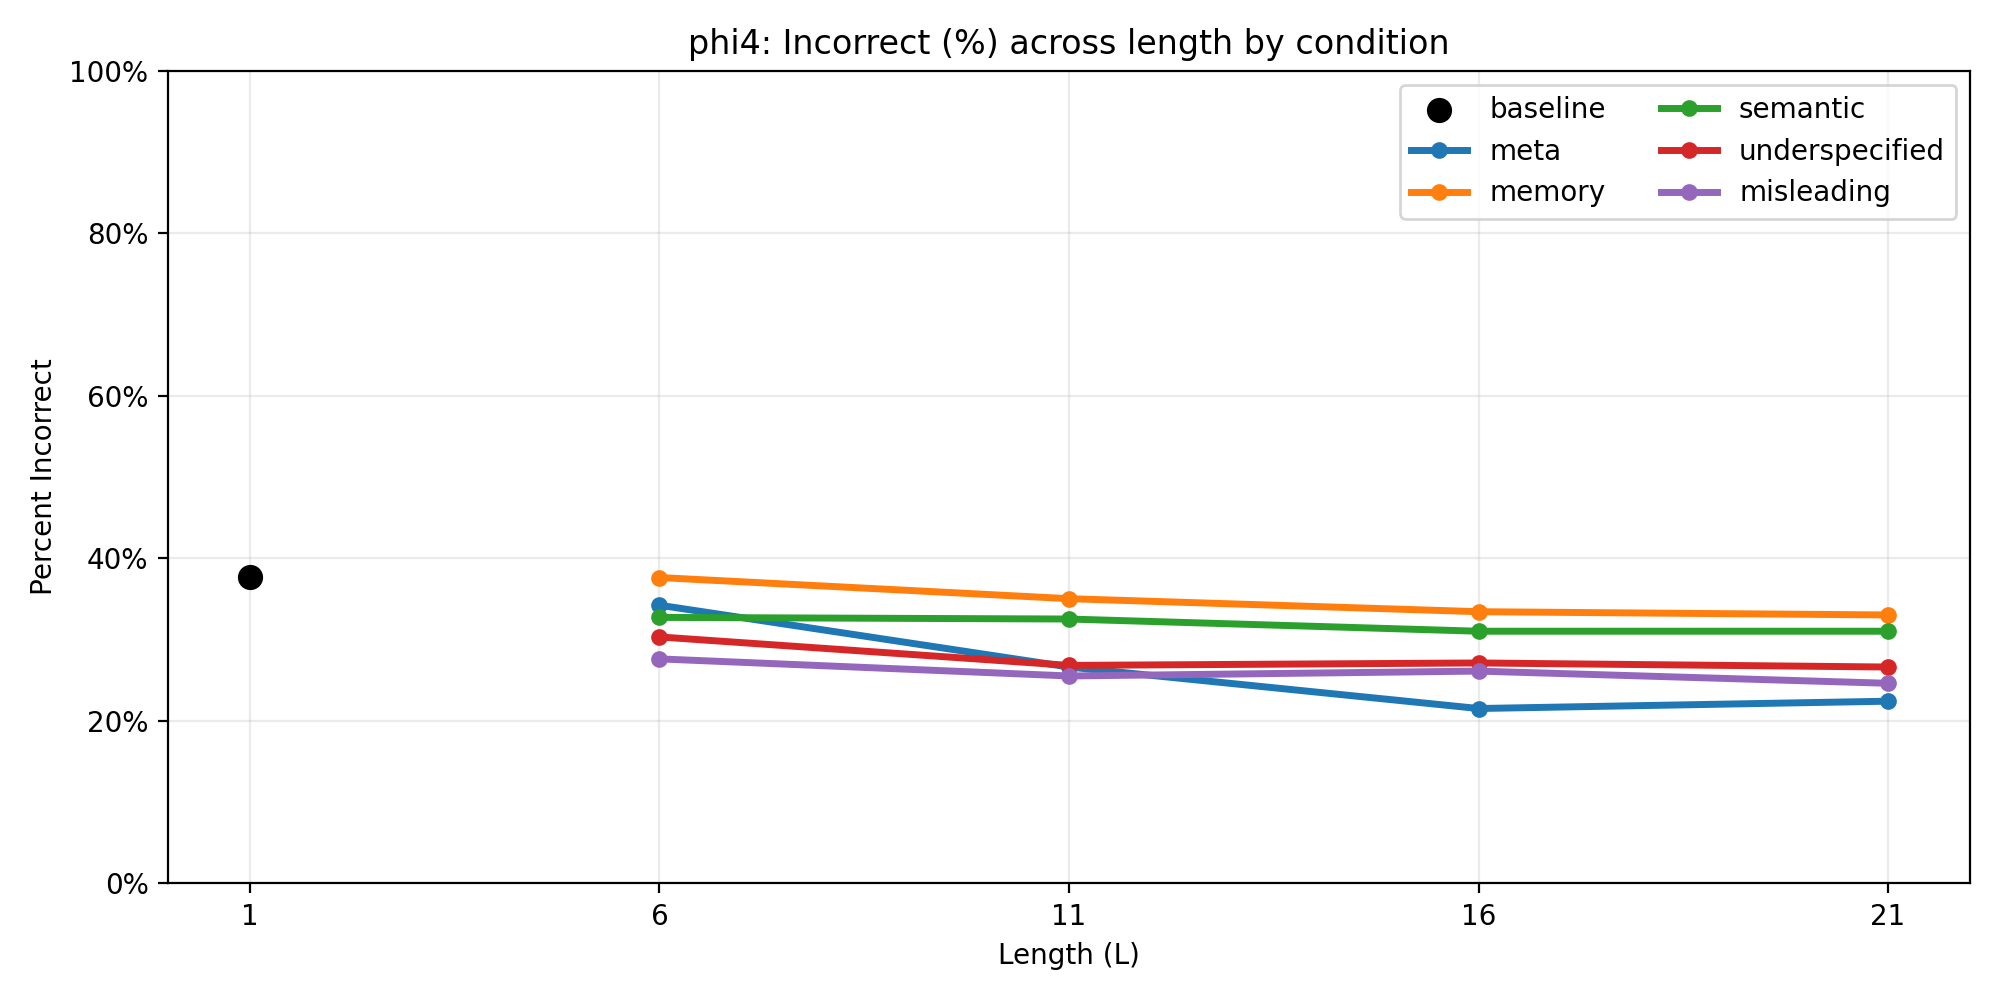 phi4: Incorrect (%) across length by condition
100%
80%
60%
40%
20%
0%
Percent Incorrect
baseline
meta
memory
semantic
underspecified
misleading
1 6 11 16 21
Length (L)